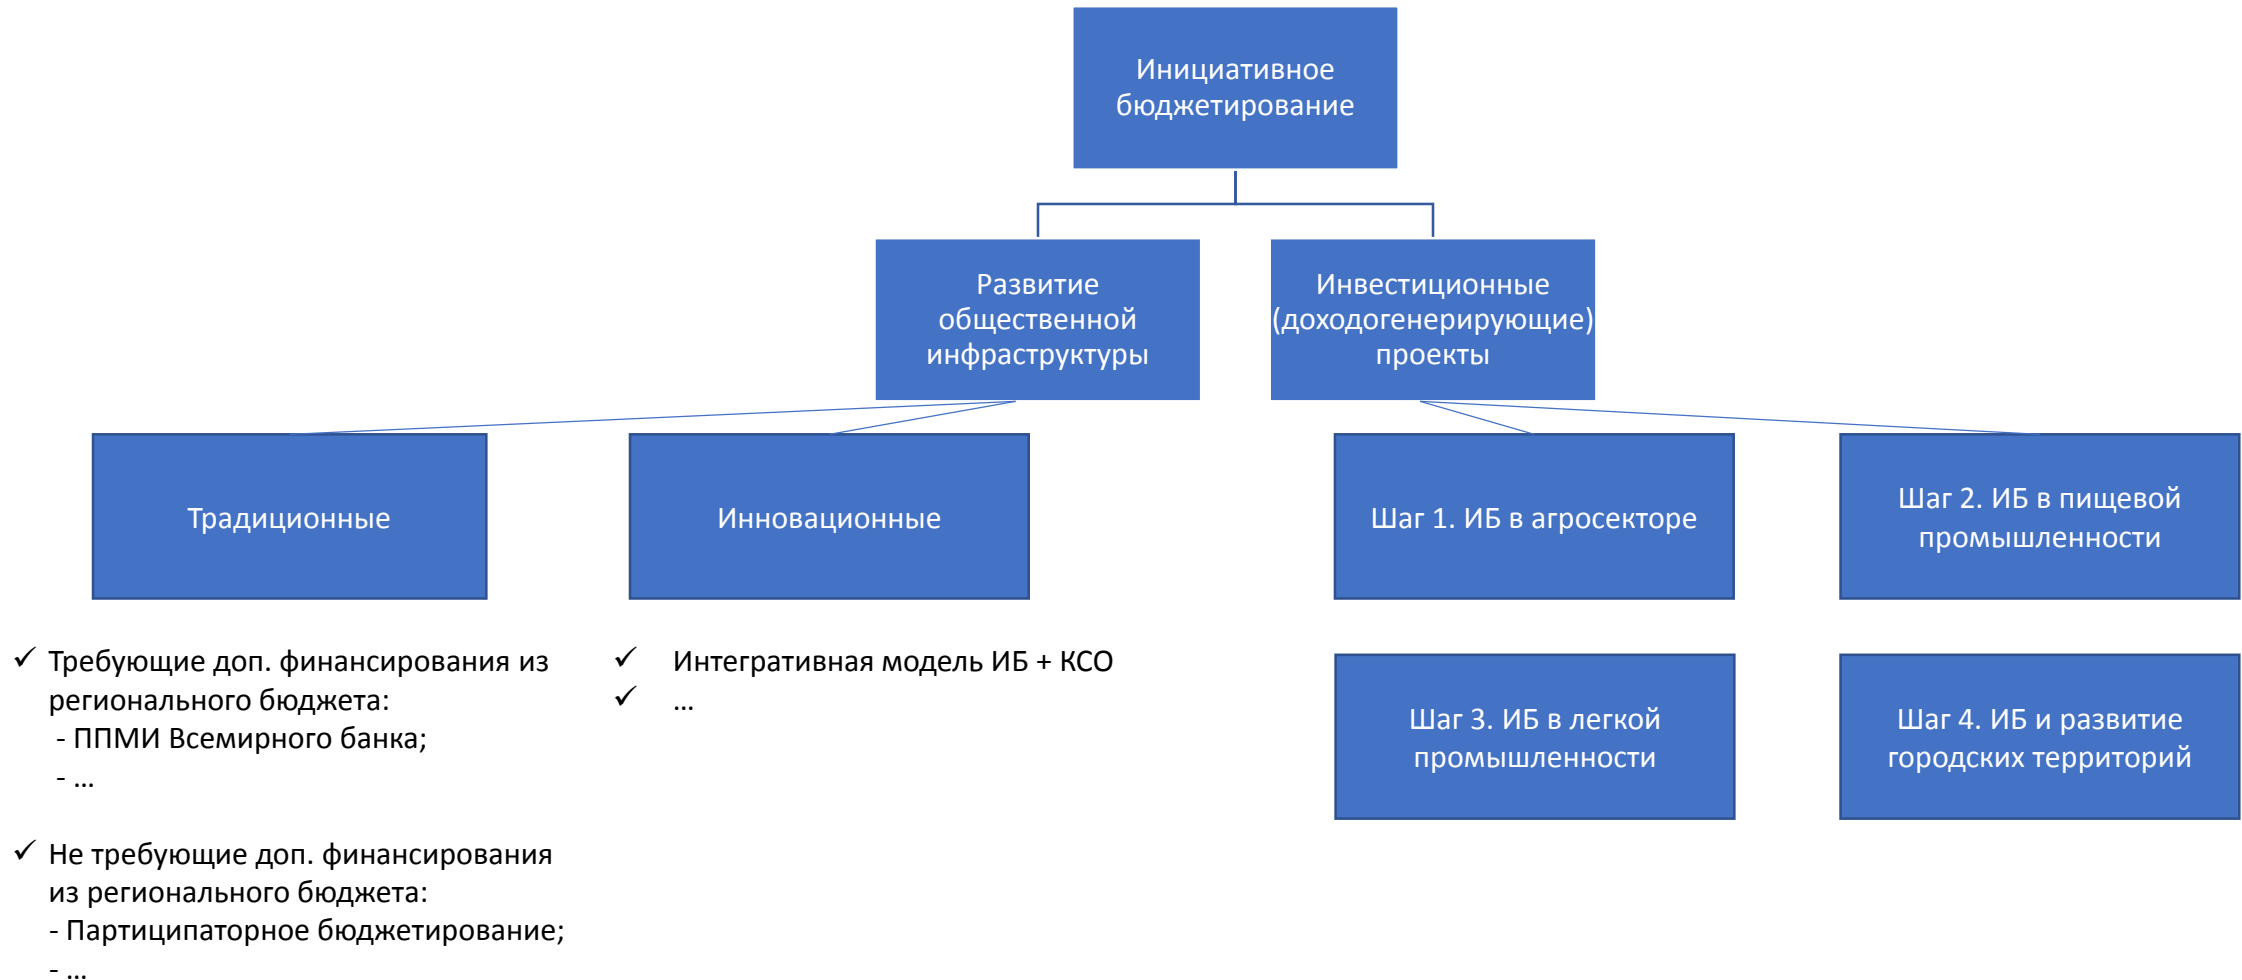 Инициативное
бюджетирование
Развитие
общественной
инфраструктуры
Инвестиционные
(доходогенерирующие)
проекты
Традиционные
Инновационные
Шаг 1. ИБ в агросекторе
Шаг 2. ИБ в пищевой
промышленности
✓ Требующие доп. финансирования из
регионального бюджета:
- ППМИ Всемирного банка;
- ...
✓ Не требующие доп. финансирования
из регионального бюджета:
- Партиципаторное бюджетирование;
- ...
✓ Интегративная модель ИБ + КСО
✓ ...
Шаг 3. ИБ в легкой
промышленности
Шаг 4. ИБ и развитие
городских территорий